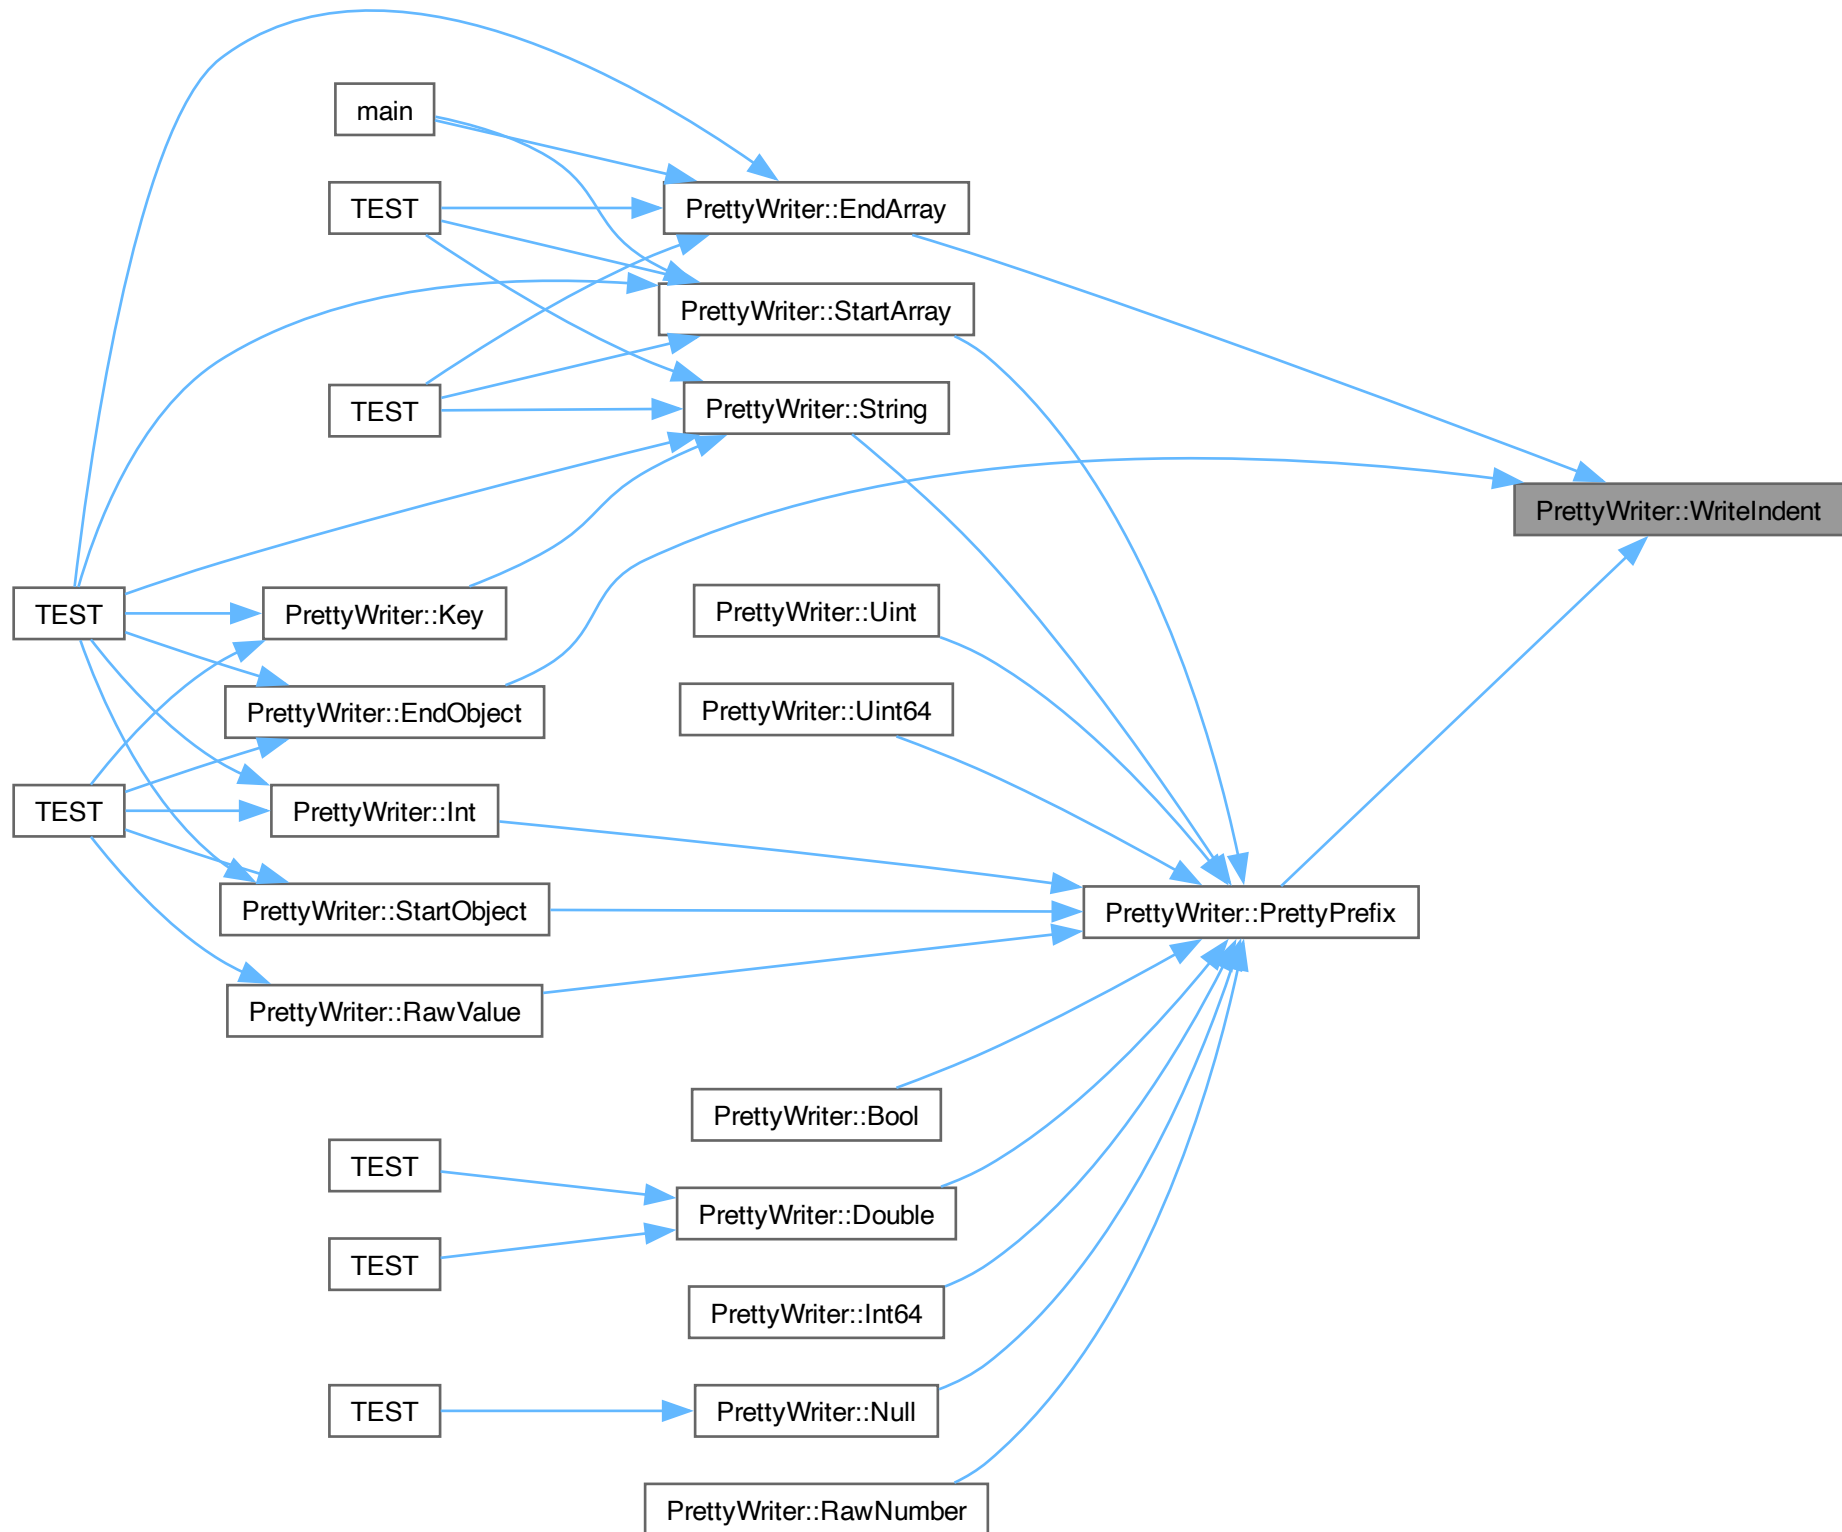 main
TEST
PrettyWriter::EndArray
PrettyWriter::StartArray
TEST
PrettyWriter::String
PrettyWriter::WriteIndent
TEST
PrettyWriter::Key
PrettyWriter::Uint
PrettyWriter::EndObject
PrettyWriter::Uint64
TEST
PrettyWriter::Int
PrettyWriter::StartObject
PrettyWriter::PrettyPrefix
PrettyWriter::RawValue
PrettyWriter::Bool
TEST
PrettyWriter::Double
TEST
PrettyWriter::Int64
TEST
PrettyWriter::Null
PrettyWriter::RawNumber